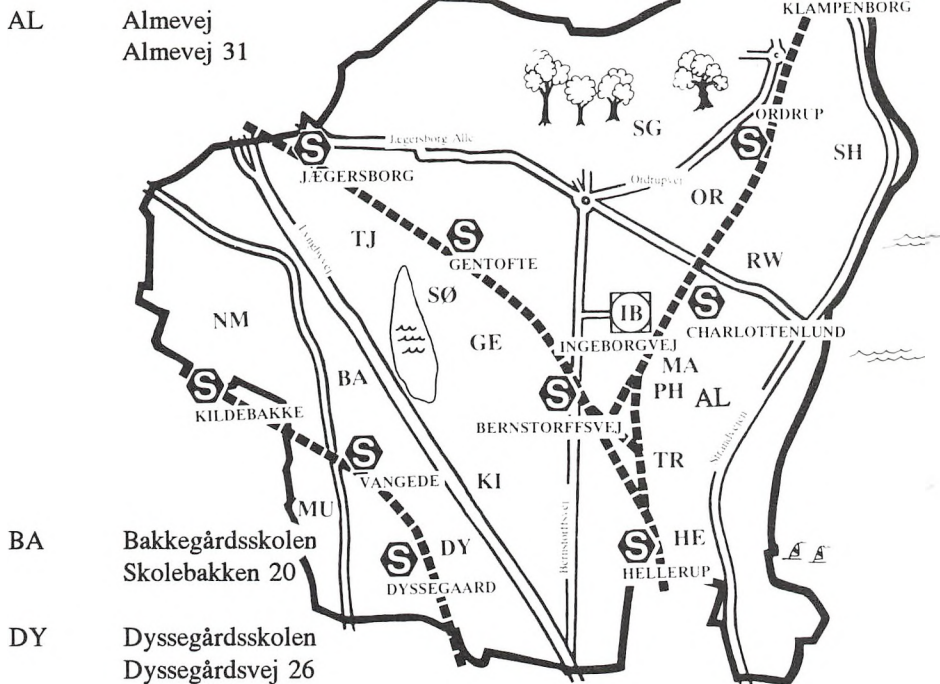 AL Almevej
Almevej 31
BA Bakkegårdsskolen
Skolebakken 20
DY Dyssegårdsskolen
Dyssegårdsvej 26
KLAMPENBORG
ORDRUP
S
SG
SH
Jægersborg Alle
S
JÆGERSBORG
Ordrupvej
OR
TJ
Lyngbyvej
S
GENTOFTE
RW
SØ
NM
GE
IB
S
CHARLOTTENLUND
INGEBORGVEJ
MA
BA
PH
AL
S
KILDEBAKKE
S
BERNSTORFFSVEJ
Strandvejen
S
VANGEDE
KI
TR
MU
Bernstorffsvej
DY
S
DYSSEGAARD
S
HE
HELLERUP